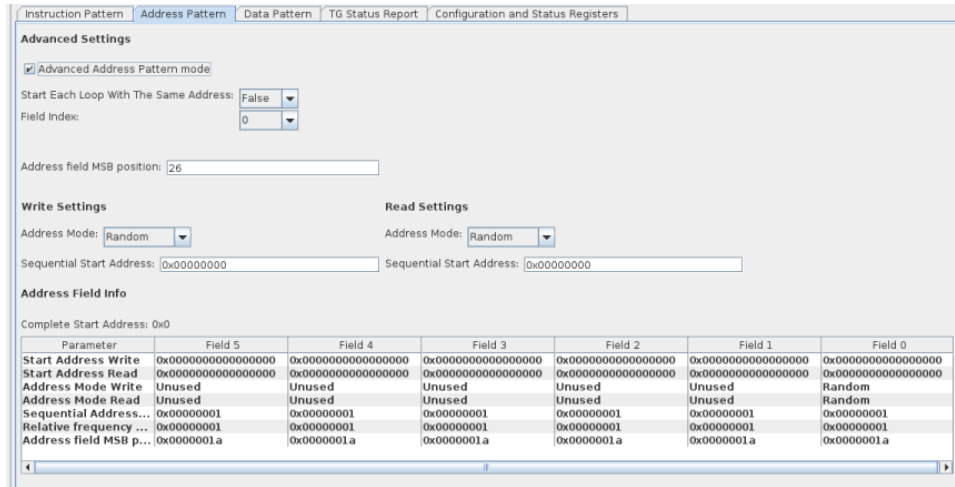 Instruction Pattern Address Pattern Data Pattern TG Status Report Configuration and Status Registers
Advanced Settings
Advanced Address Pattern mode
Start Each Loop With The Same Address: False
Field Index: 0
Address field MSB position: 26
Write Settings Read Settings
Address Mode: Random Address Mode: Random
Sequential Start Address: 0x00000000 Sequential Start Address: 0x00000000
Address Field Info
Complete Start Address: 0x0
Parameter Field 5 Field 4 Field 3 Field 2 Field 1 Field 0
Start Address Write 0x0000000000000000 0x0000000000000000 0x0000000000000000 0x0000000000000000 0x0000000000000000 0x0000000000000000
Start Address Read 0x0000000000000000 0x0000000000000000 0x0000000000000000 0x0000000000000000 0x0000000000000000 0x0000000000000000
Address Mode Write Unused Unused Unused Unused Unused Random
Address Mode Read Unused Unused Unused Unused Unused Random
Sequential Address... 0x00000001 0x00000001 0x00000001 0x00000001 0x00000001 0x00000001
Relative frequency ... 0x00000001 0x00000001 0x00000001 0x00000001 0x00000001 0x00000001
Address field MSB p... 0x0000001a 0x0000001a 0x0000001a 0x0000001a 0x0000001a 0x0000001a